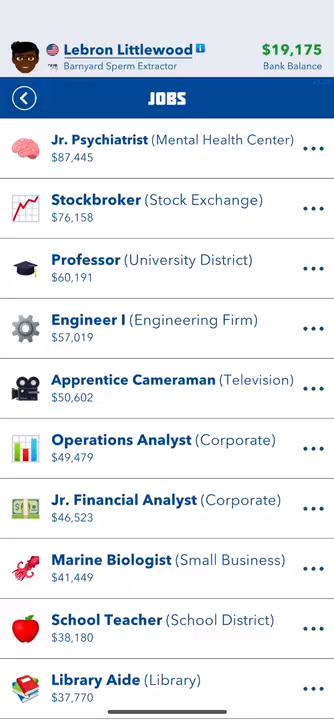 Lebron Littlewood
$19,175
Barnyard Sperm Extractor
Bank Balance
JOBS
Jr. Psychiatrist (Mental Health Center)
$87,445
Stockbroker (Stock Exchange)
$76,158
Professor (University District)
$60,191
Engineer I (Engineering Firm)
$57,019
Apprentice Cameraman (Television)
$50,602
Operations Analyst (Corporate)
$49,479
Jr. Financial Analyst (Corporate)
$46,523
Marine Biologist (Small Business)
$41,449
School Teacher (School District)
$38,180
Library Aide (Library)
$37,770